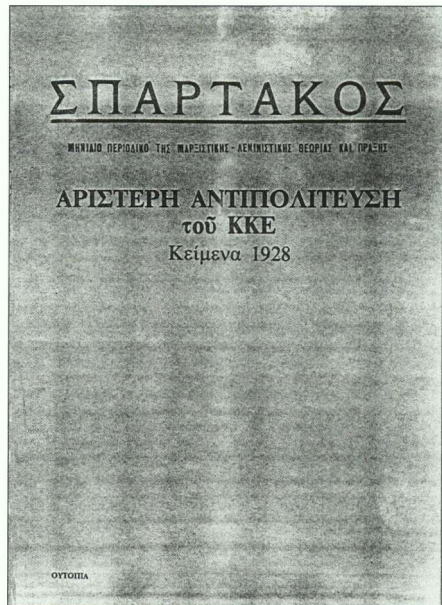 ΣΠΑΡΤΑΚΟΣ
ΜΗΝΙΑΙΟ ΠΕΡΙΟΔΙΚΟ ΤΗΣ ΜΑΡΞΙΣΤΙΚΗΣ-ΛΕΝΙΝΙΣΤΙΚΗΣ ΘΕΩΡΙΑΣ ΚΑΙ ΠΡΑΞΗΣ
ΑΡΙΣΤΕΡΗ ΑΝΤΙΠΟΛΙΤΕΥΣΗ
τοῦ ΚΚΕ
Κείμενα 1928
ΟΥΤΟΠΙΑ